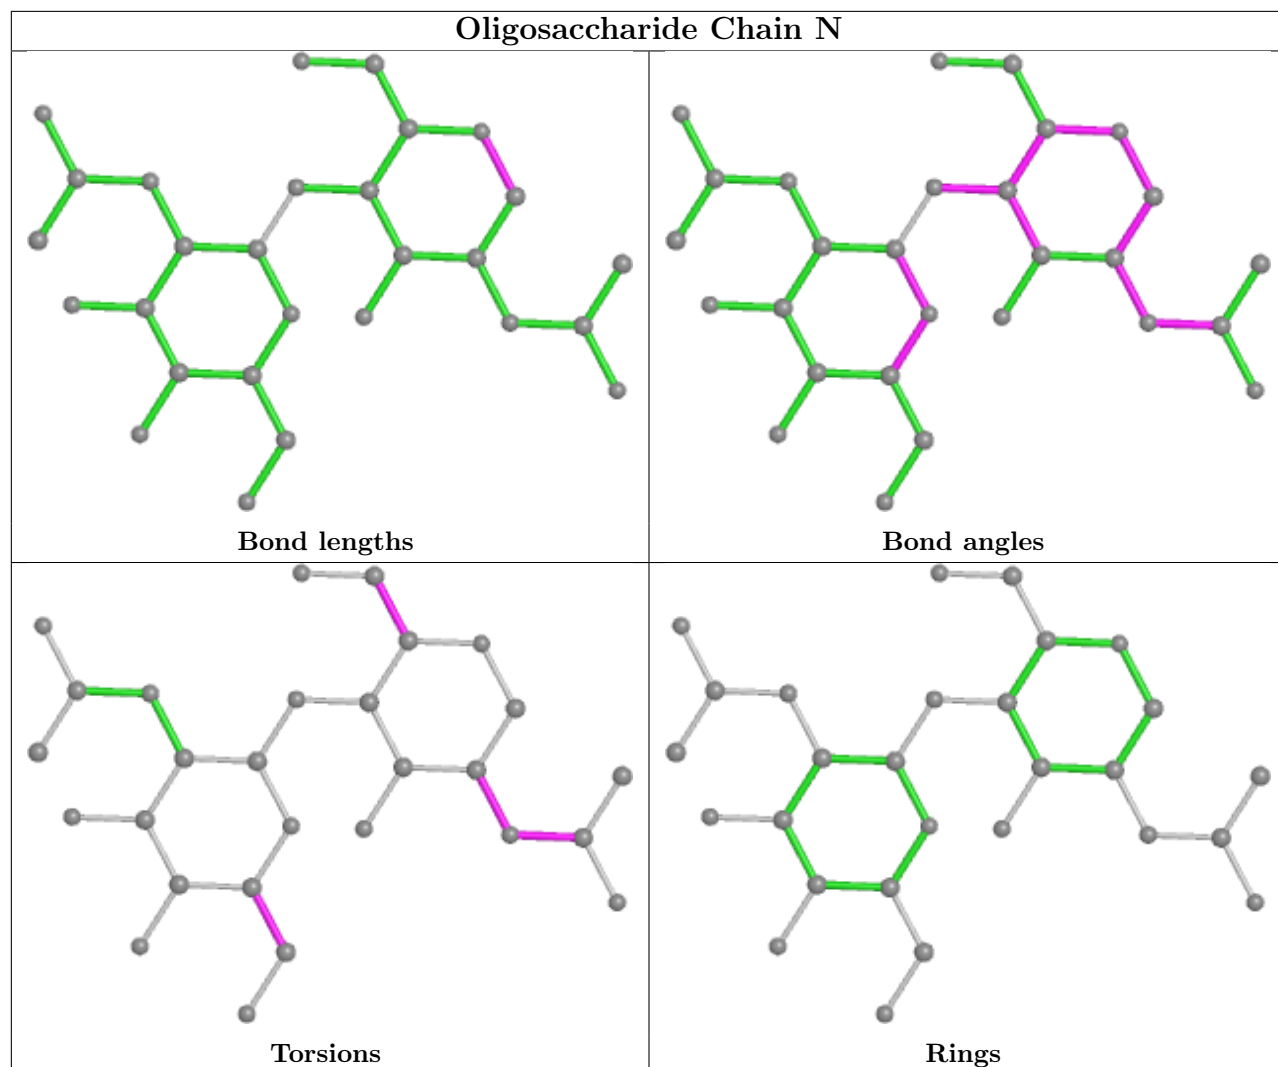 Oligosaccharide Chain N
Bond lengths
Bond angles
Torsions
Rings